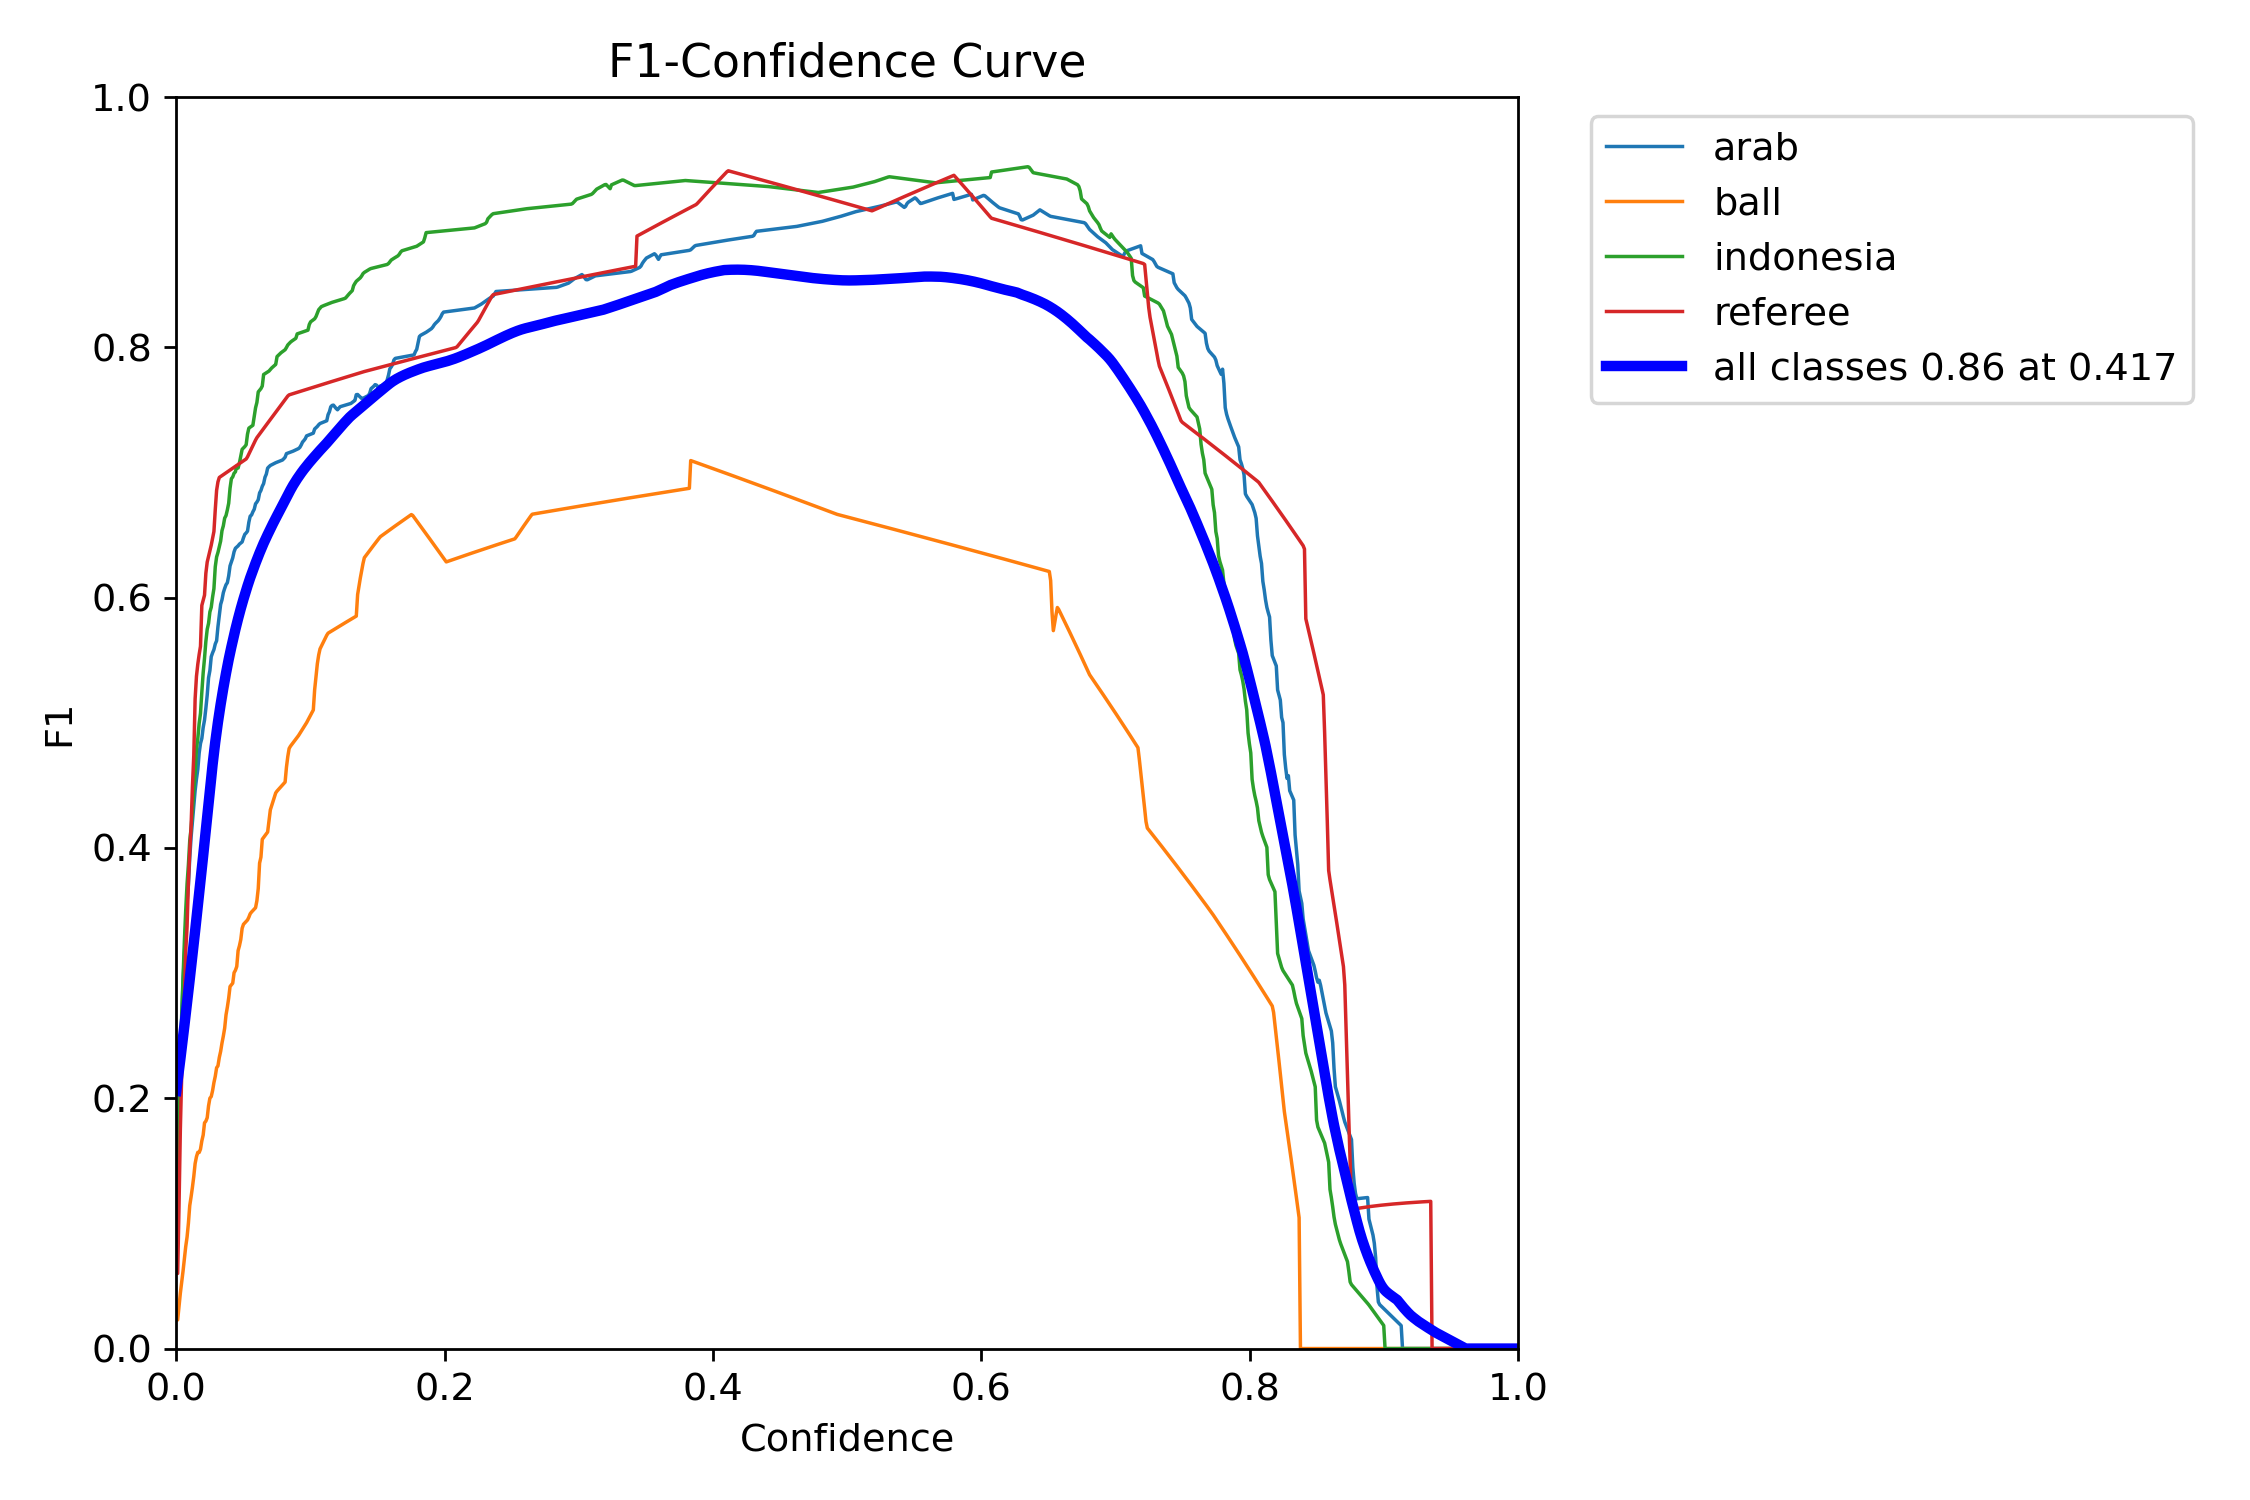 F1-Confidence Curve
1.0
0.8
0.6
0.4
0.2
0.0
F1
0.0 0.2 0.4 0.6 0.8 1.0
Confidence
arab
ball
indonesia
referee
all classes 0.86 at 0.417